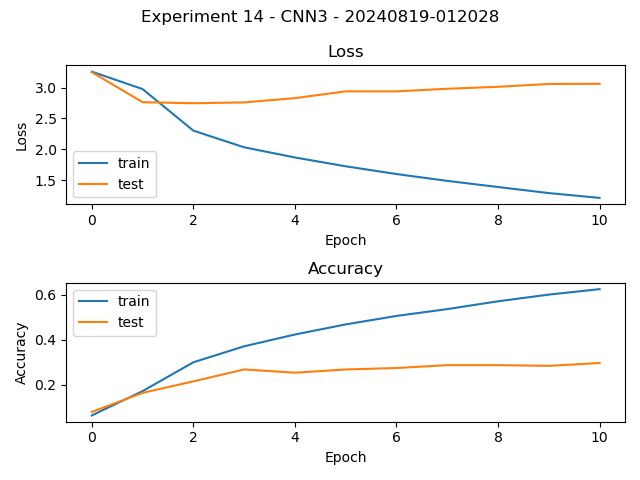 Experiment 14 - CNN3 - 20240819-012028
Loss
3.0
2.5
2.0
1.5
Loss
train
test
0 2 4 6 8 10
Epoch
Accuracy
0.6
0.4
0.2
Accuracy
train
test
0 2 4 6 8 10
Epoch